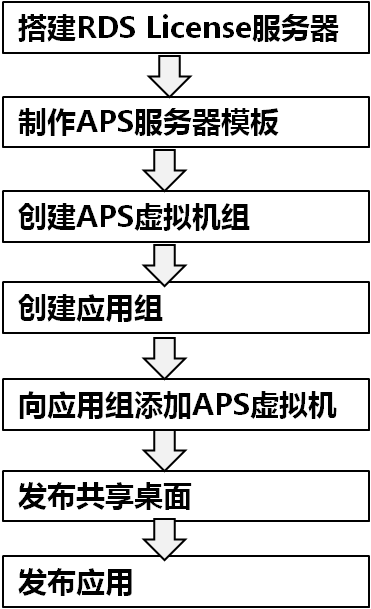 搭建RDS License服务器
制作APS服务器模板
创建APS虚拟机组
创建应用组
向应用组添加APS虚拟机
发布共享桌面
发布应用